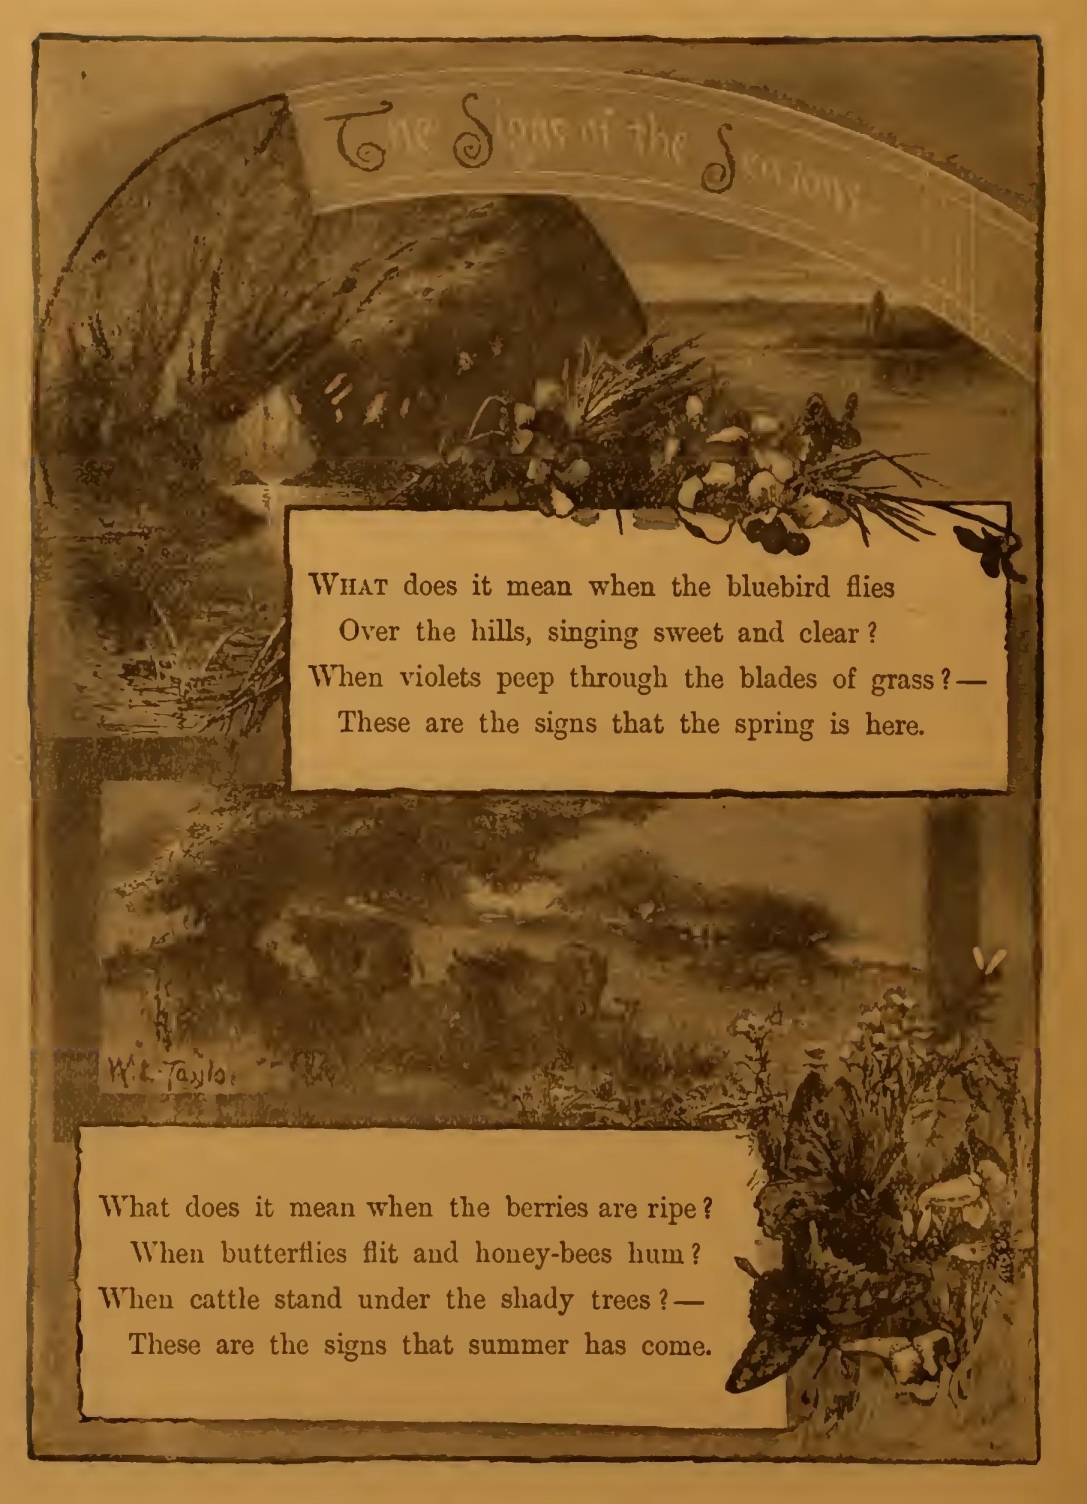 The Signs of the Seasons.
WHAT does it mean when the bluebird flies
Over the hills, singing sweet and clear?
When violets peep through the blades of grass?—
These are the signs that the spring is here.
W. L. Taylor
What does it mean when the berries are ripe?
When butterflies flit and honey-bees hum?
When cattle stand under the shady trees?—
These are the signs that summer has come.